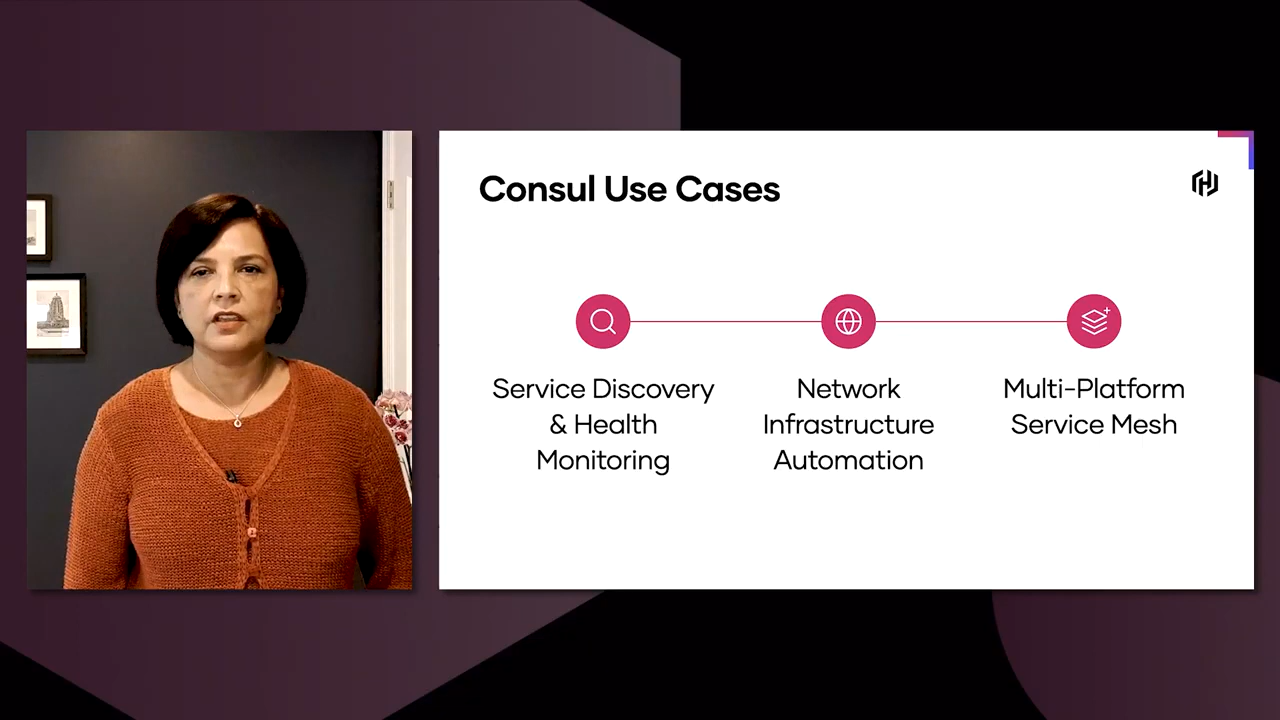 Consul Use Cases
Service Discovery
& Health
Monitoring
Network
Infrastructure
Automation
Multi-Platform
Service Mesh